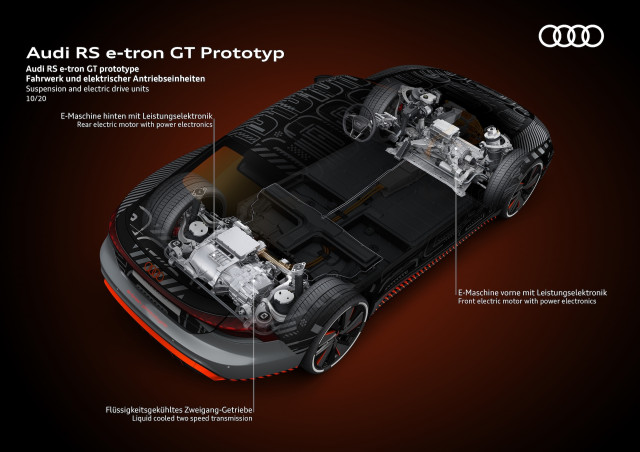 Audi RS e-tron GT Prototyp
Audi RS e-tron GT prototype
Fahrwerk und elektrischer Antriebseinheiten
Suspension and electric drive units
10/20
E-Maschine hinten mit Leistungselektronik
Rear electric motor with power electronics
E-Maschine vorne mit Leistungselektronik
Front electric motor with power electronics
Flüssigkeitsgekühltes Zweigang-Getriebe
Liquid cooled two speed transmission